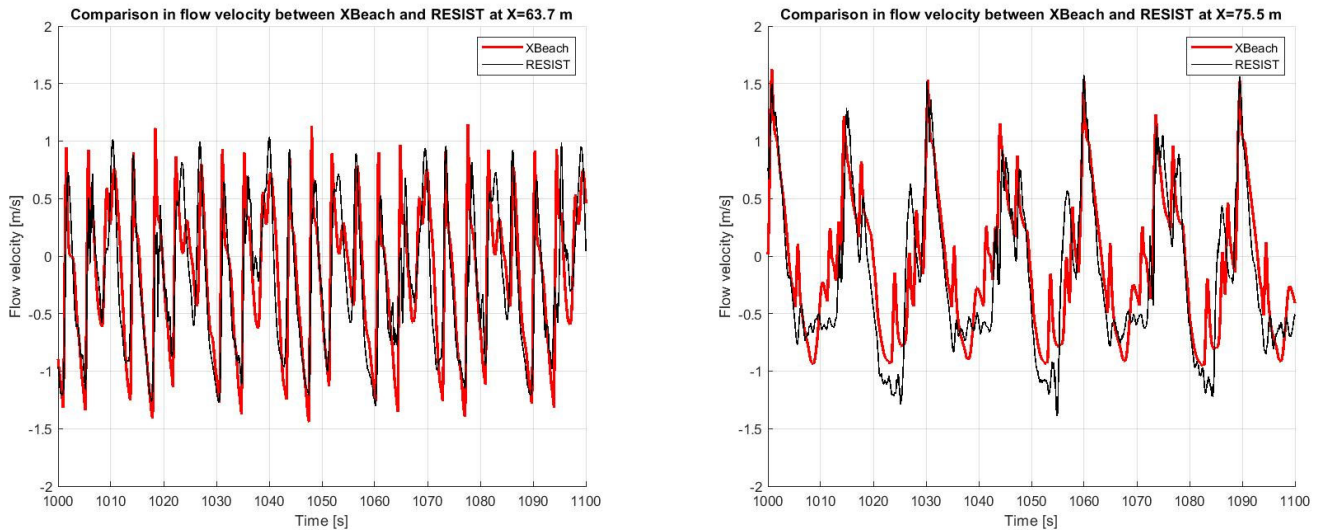 Comparison in flow velocity between XBeach and RESIST at X=63.7 m
2
1.5
1
0.5
0
-0.5
-1
-1.5
-2
Flow velocity [m/s]
1000 1010 1020 1030 1040 1050 1060 1070 1080 1090 1100
Time [s]
XBeach
RESIST
Comparison in flow velocity between XBeach and RESIST at X=75.5 m
2
1.5
1
0.5
0
-0.5
-1
-1.5
-2
Flow velocity [m/s]
1000 1010 1020 1030 1040 1050 1060 1070 1080 1090 1100
Time [s]
XBeach
RESIST